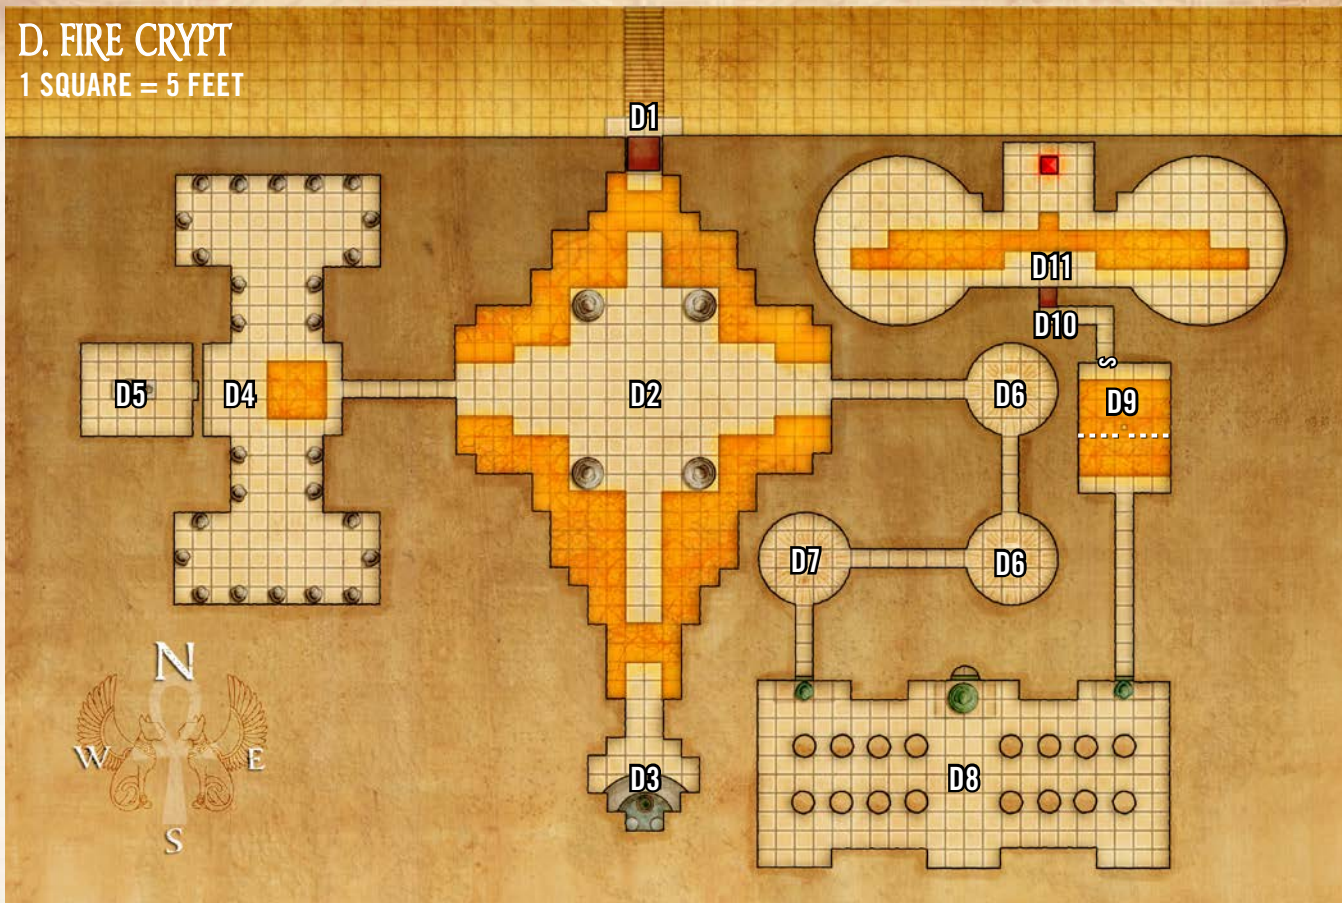 D. FIRE CRYPT
1 SQUARE = 5 FEET
D1
D11
D10
S
D5
D4
D2
D6
D9
D7
D6
N
W
E
S
D3
D8